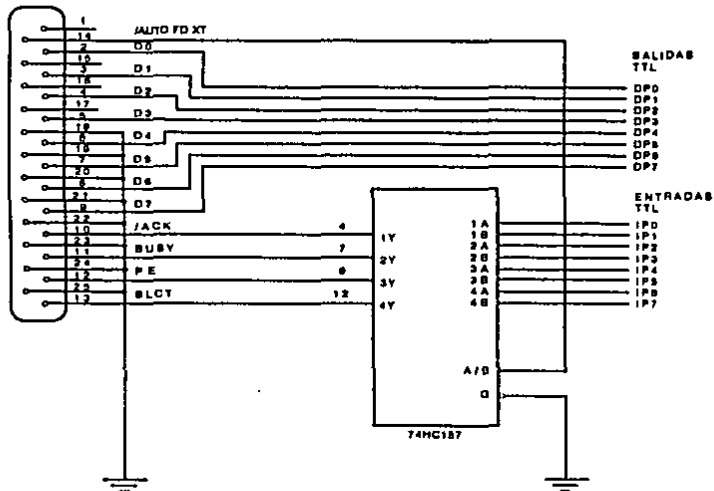 1
/AUTO FD XT
14
2
D0
15
3
D1
16
4
D2
17
5
D3
18
6
D4
19
7
D5
20
8
D6
21
9
D7
22
10
/ACK
4
23
11
BUSY
7
24
12
PE
9
25
13
SLCT
12
SALIDAS
TTL
DP0
DP1
DP2
DP3
DP4
DP5
DP6
DP7
ENTRADAS
TTL
IP0
IP1
IP2
IP3
IP4
IP5
IP6
IP7
1Y
2Y
3Y
4Y
1A
1B
2A
2B
3A
3B
4A
4B
A/B
G
74HC157